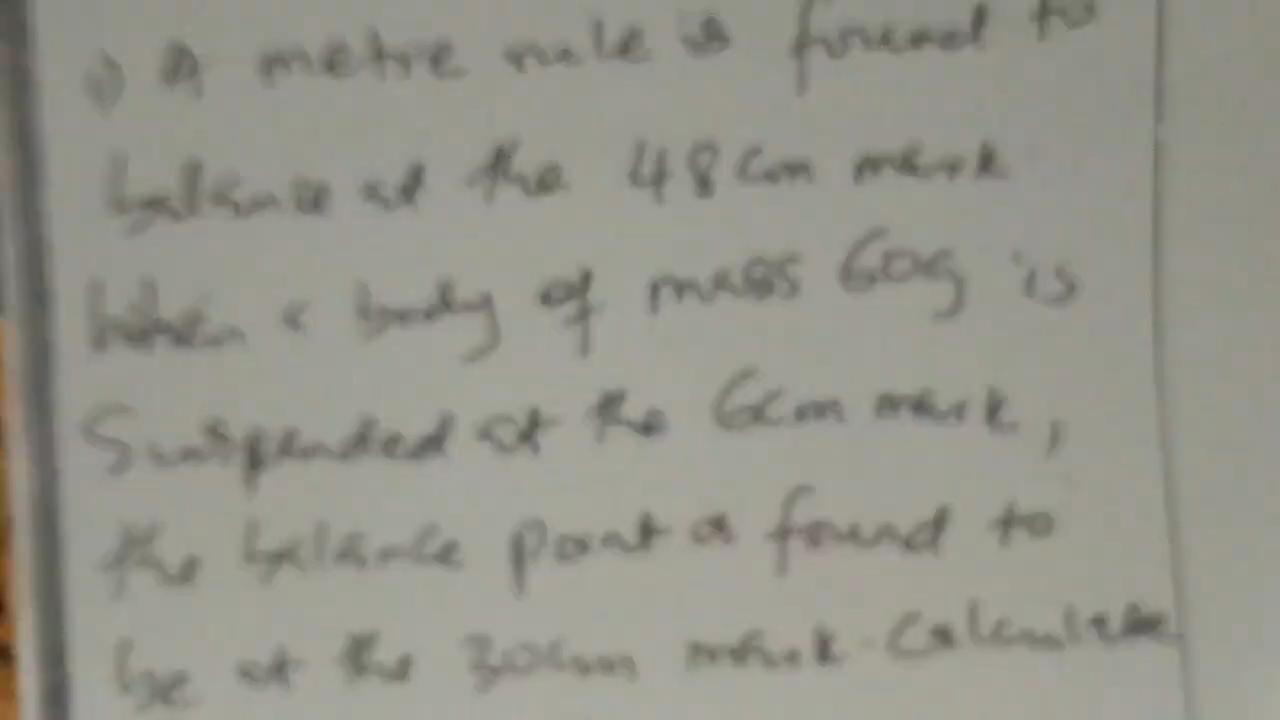 1) A metre rule is found to
balance at the 48cm mark
When a body of mass 60g is
Suspended at the 6cm mark,
the balance point is found to
be at the 30cm mark. Calculate